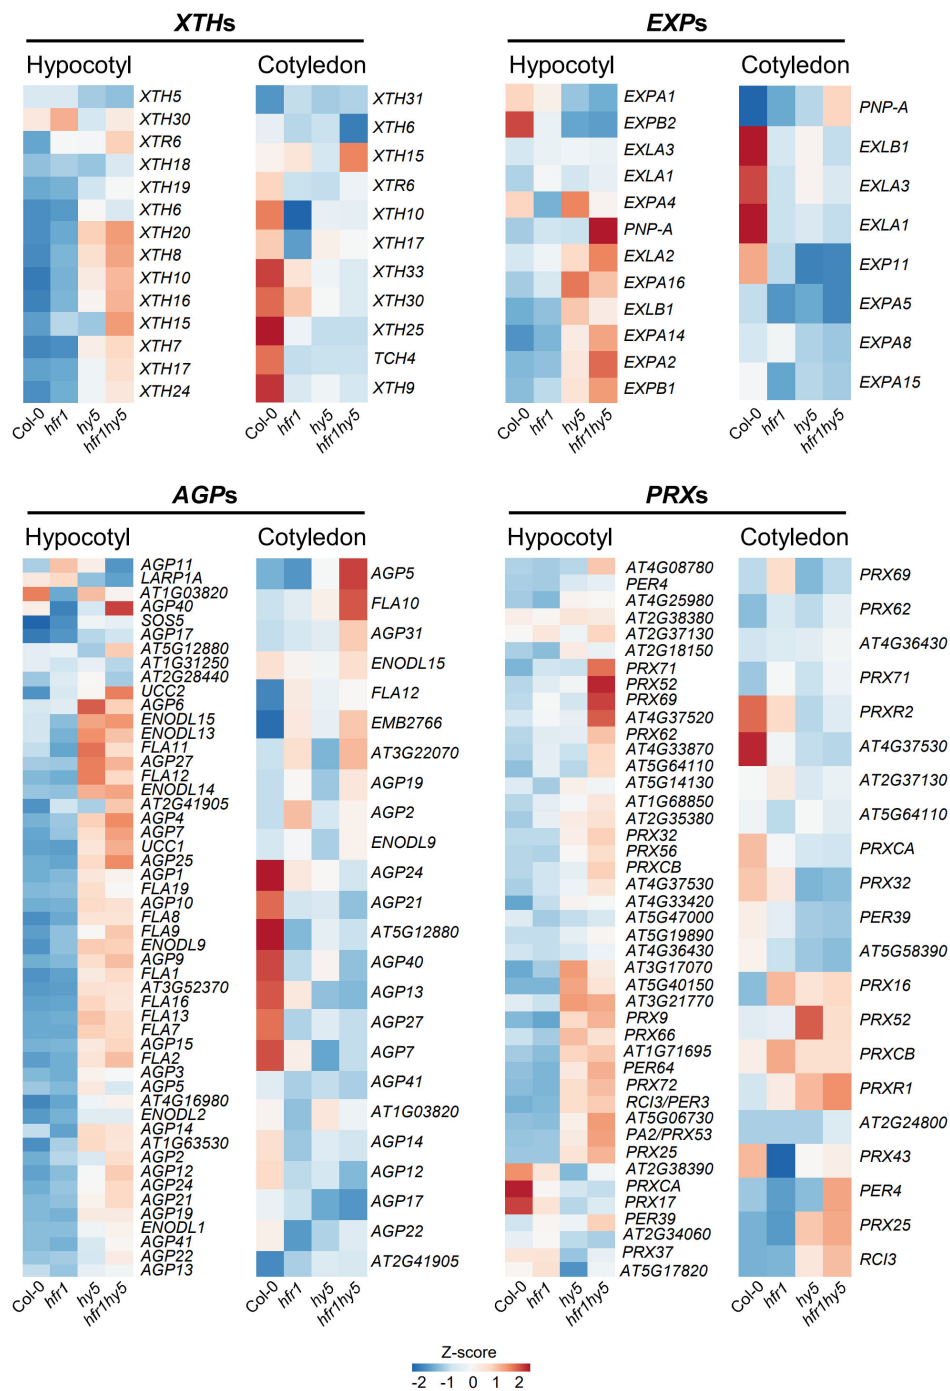 XTHs
EXPs
Hypocotyl
Cotyledon
Hypocotyl
Cotyledon
XTH5
XTH30
XTR6
XTH18
XTH19
XTH6
XTH20
XTH8
XTH10
XTH16
XTH15
XTH7
XTH17
XTH24
Col-0 hfr1 hy5 hfr1hy5
XTH31
XTH6
XTH15
XTR6
XTH10
XTH17
XTH33
XTH30
XTH25
TCH4
XTH9
Col-0 hfr1 hy5 hfr1hy5
EXPA1
EXPB2
EXLA3
EXLA1
EXPA4
PNP-A
EXLA2
EXPA16
EXLB1
EXPA14
EXPA2
EXPB1
Col-0 hfr1 hy5 hfr1hy5
PNP-A
EXLB1
EXLA3
EXLA1
EXP11
EXPA5
EXPA8
EXPA15
Col-0 hfr1 hy5 hfr1hy5
AGPs
PRXs
Hypocotyl
Cotyledon
Hypocotyl
Cotyledon
AGP11
LARP1A
AT1G03820
AGP40
SOS5
AGP17
AT5G12880
AT1G31250
AT2G28440
UCC2
AGP6
ENODL15
ENODL13
FLA11
AGP27
FLA12
ENODL14
AT2G41905
AGP4
AGP7
UCC1
AGP25
AGP1
FLA19
AGP10
FLA8
FLA9
ENODL9
AGP9
FLA1
AT3G52370
FLA16
FLA13
FLA7
AGP15
FLA2
AGP3
AGP5
AT4G16980
ENODL2
AGP14
AT1G63530
AGP2
AGP12
AGP24
AGP21
AGP19
ENODL1
AGP41
AGP22
AGP13
Col-0 hfr1 hy5 hfr1hy5
AGP5
FLA10
AGP31
ENODL15
FLA12
EMB2766
AT3G22070
AGP19
AGP2
ENODL9
AGP24
AGP21
AT5G12880
AGP40
AGP13
AGP27
AGP7
AGP41
AT1G03820
AGP14
AGP12
AGP17
AGP22
AT2G41905
Col-0 hfr1 hy5 hfr1hy5
AT4G08780
PER4
AT4G25980
AT2G38380
AT2G37130
AT2G18150
PRX71
PRX52
PRX69
AT4G37520
PRX62
AT4G33870
AT5G64110
AT5G14130
AT1G68850
AT2G35380
PRX32
PRX56
PRXCB
AT4G37530
AT4G33420
AT5G47000
AT5G19890
AT4G36430
AT3G17070
AT5G40150
AT3G21770
PRX9
PRX66
AT1G71695
PER64
PRX72
RCI3/PER3
AT5G06730
PA2/PRX53
PRX25
AT2G38390
PRXCA
PRX17
PER39
AT2G34060
PRX37
AT5G17820
Col-0 hfr1 hy5 hfr1hy5
PRX69
PRX62
AT4G36430
PRX71
PRXR2
AT4G37530
AT2G37130
AT5G64110
PRXCA
PRX32
PER39
AT5G58390
PRX16
PRX52
PRXCB
PRXR1
AT2G24800
PRX43
PER4
PRX25
RCI3
Col-0 hfr1 hy5 hfr1hy5
Z-score
-2 -1 0 1 2